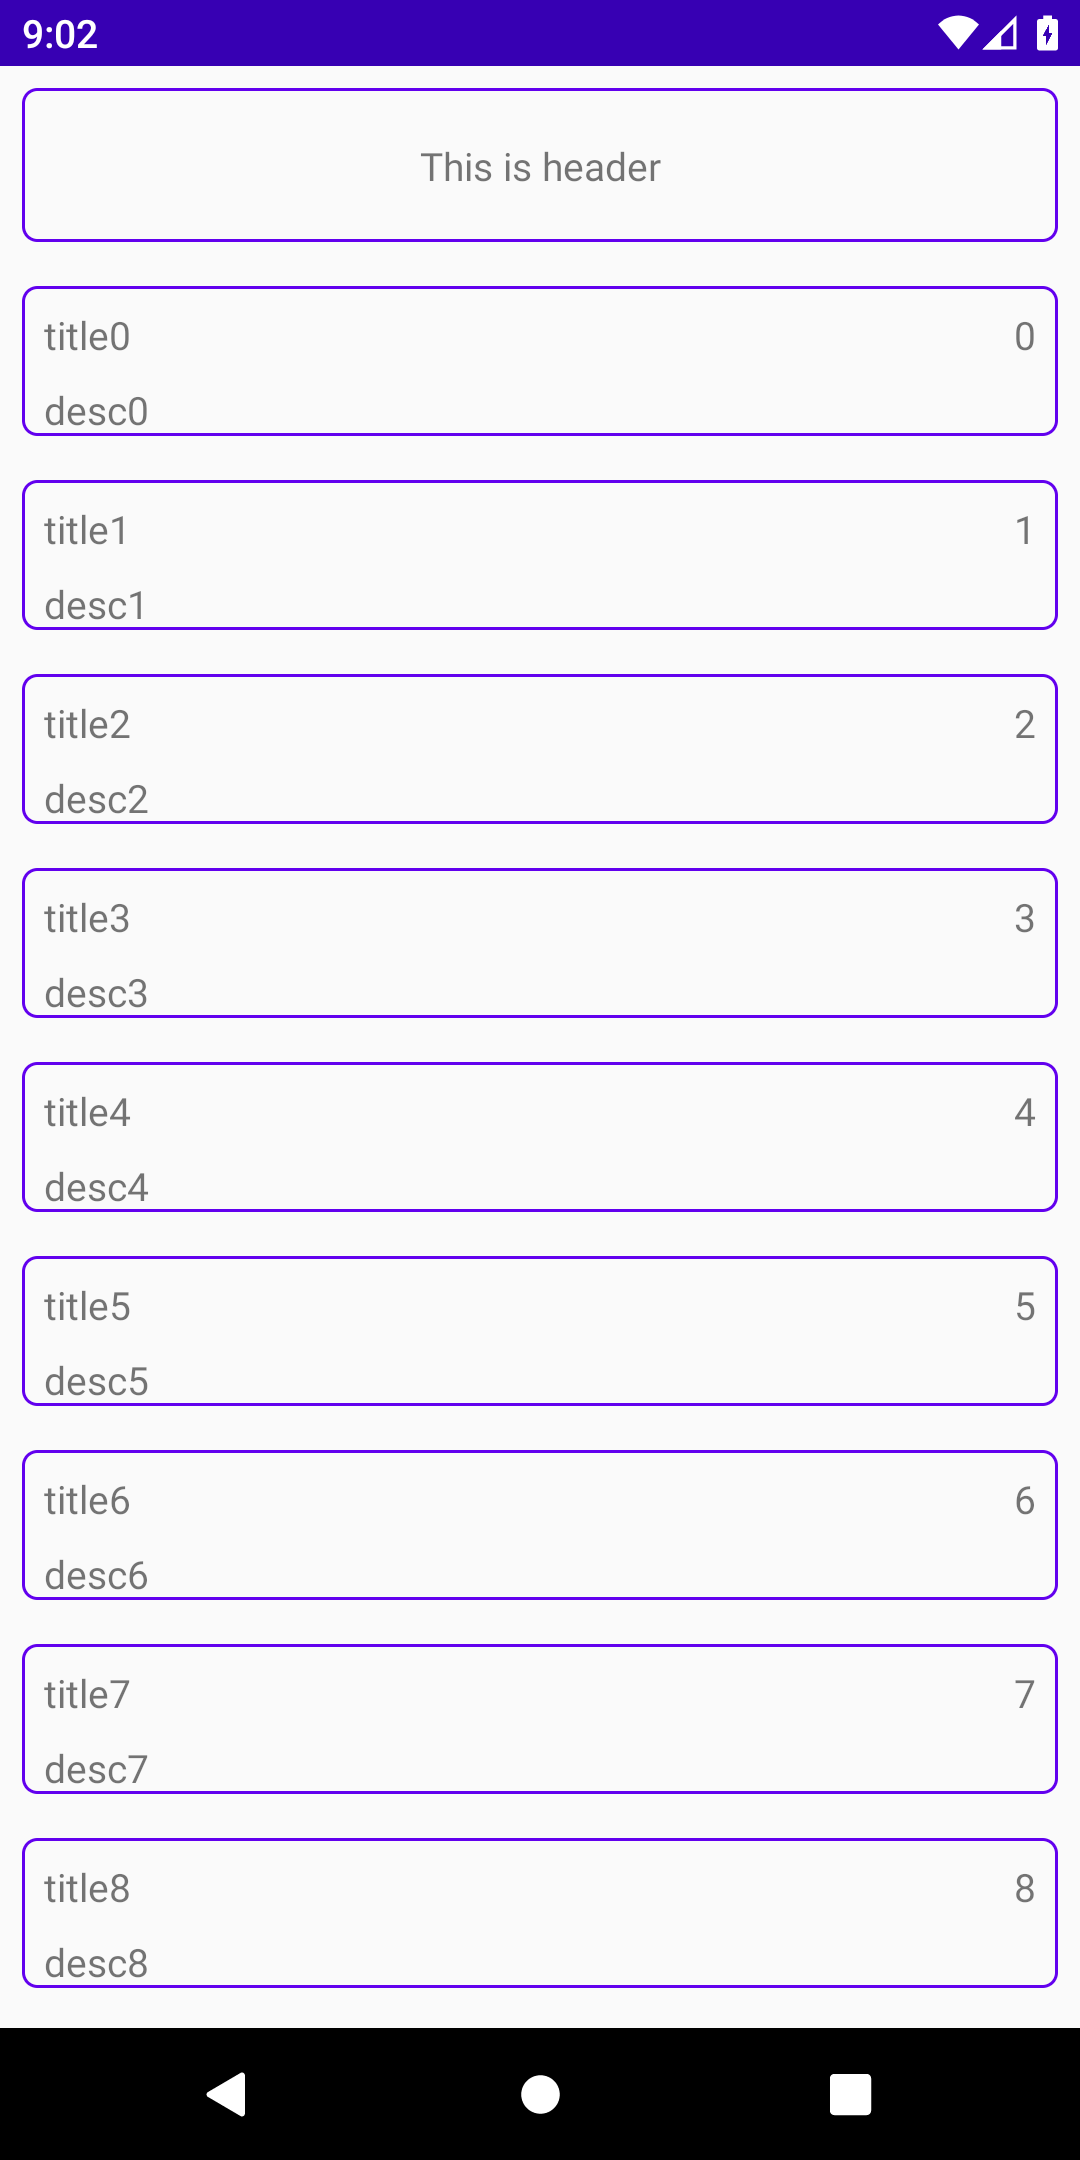 9:02
This is header
title0 0
desc0
title1 1
desc1
title2 2
desc2
title3 3
desc3
title4 4
desc4
title5 5
desc5
title6 6
desc6
title7 7
desc7
title8 8
desc8